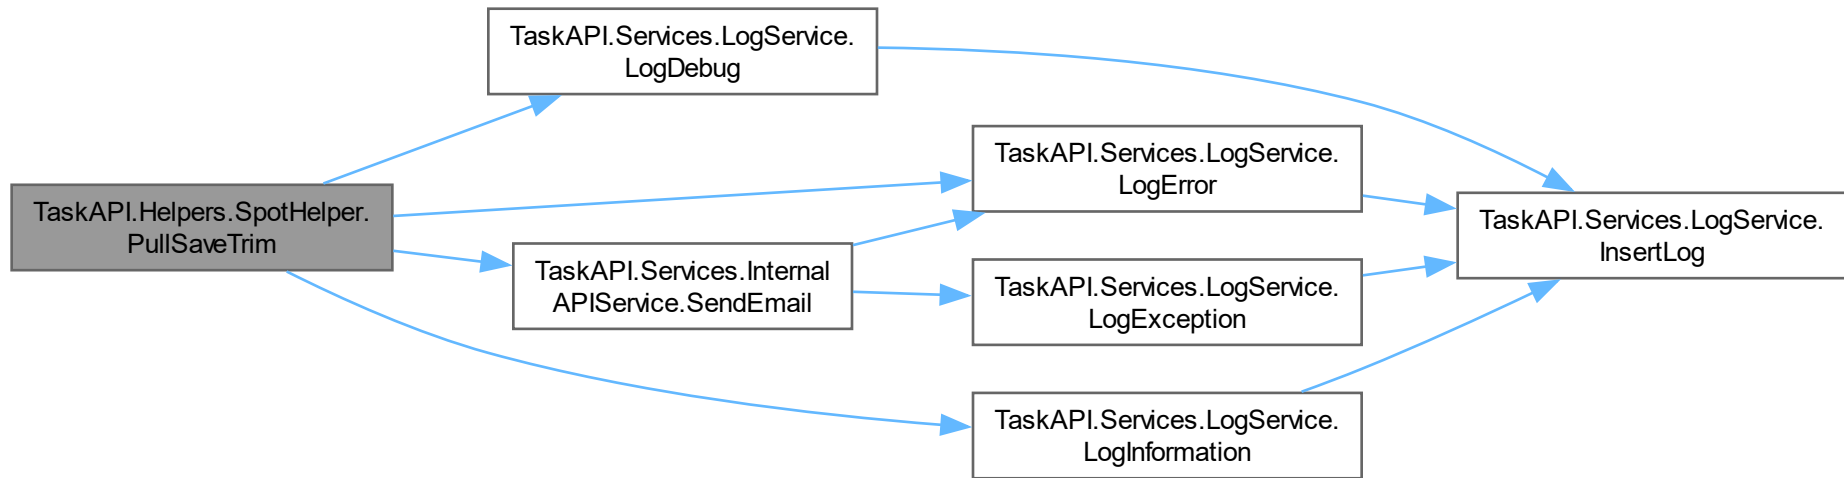 TaskAPI.Services.LogService.
LogDebug
TaskAPI.Services.LogService.
LogError
TaskAPI.Helpers.SpotHelper.
PullSaveTrim
TaskAPI.Services.LogService.
InsertLog
TaskAPI.Services.Internal
APIService.SendEmail
TaskAPI.Services.LogService.
LogException
TaskAPI.Services.LogService.
LogInformation